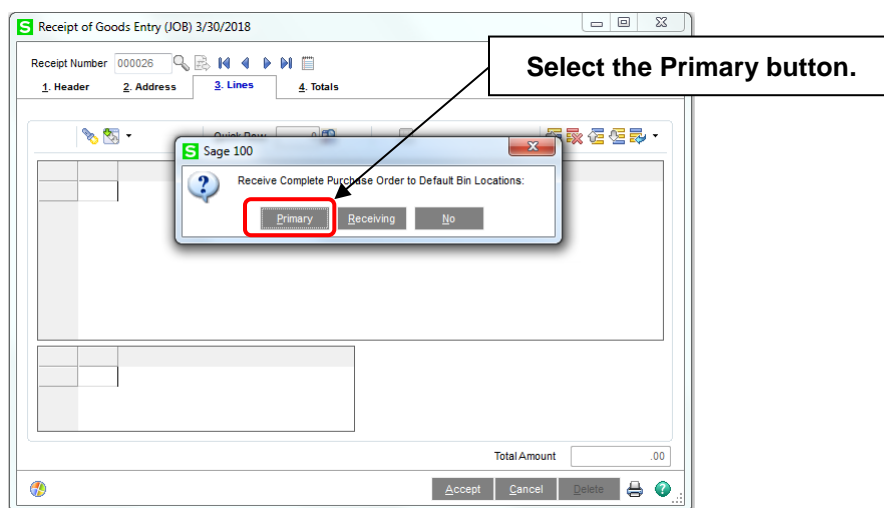 S Receipt of Goods Entry (JOB) 3/30/2018
Select the Primary button.
Receipt Number 000026
1. Header 2. Address 3. Lines 4. Totals
Quick Row 0
S Sage 100
? Receive Complete Purchase Order to Default Bin Locations:
Primary Receiving No
Total Amount .00
Accept Cancel Delete ?